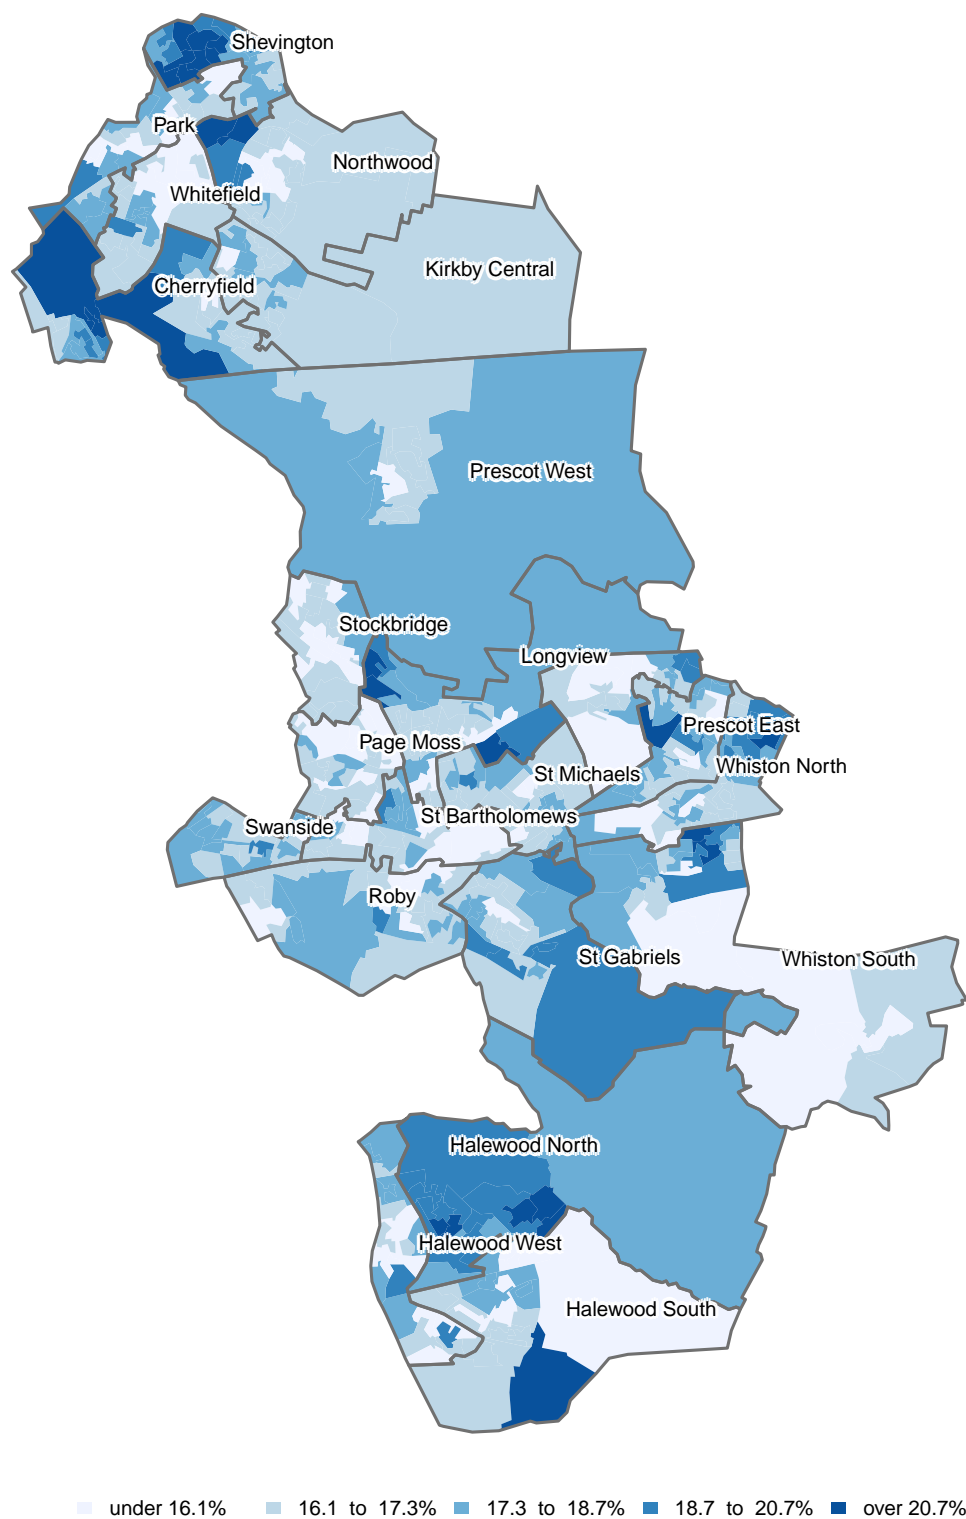 Shevington
Park
Northwood
Whitefield
Kirkby Central
Cherryfield
Prescot West
Stockbridge
Longview
Prescot East
Page Moss
Whiston North
St Michaels
St Bartholomews
Swanside
Roby
St Gabriels
Whiston South
Halewood North
Halewood West
Halewood South
under 16.1% 16.1 to 17.3% 17.3 to 18.7% 18.7 to 20.7% over 20.7%